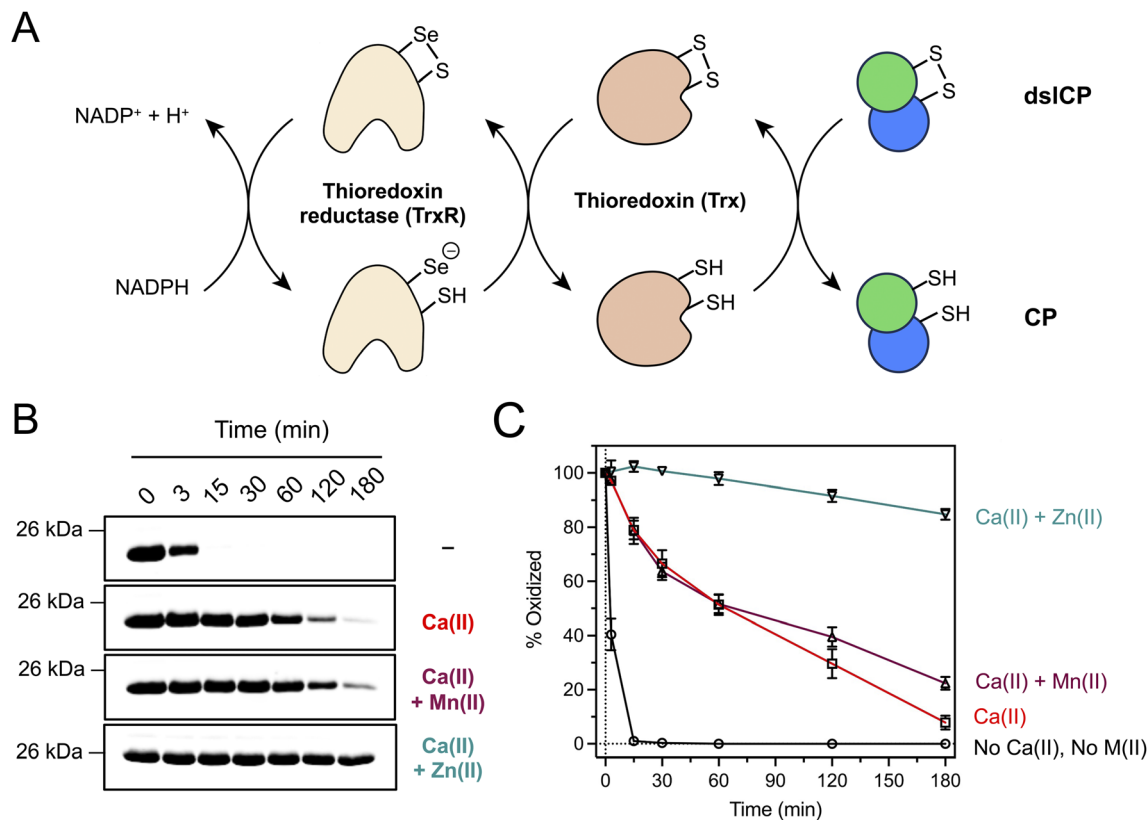 A
Se
S
S
S
S
S
dsICP
NADP⁺ + H⁺
Thioredoxin
reductase (TrxR)
Thioredoxin (Trx)
NADPH
Se⊖
SH
SH
SH
SH
SH
CP
B
Time (min)
0 3 15 30 60 120 180
26 kDa
–
26 kDa
Ca(II)
26 kDa
Ca(II)
+ Mn(II)
26 kDa
Ca(II)
+ Zn(II)
C
% Oxidized
100
80
60
40
20
0
0 30 60 90 120 150 180
Time (min)
Ca(II) + Zn(II)
Ca(II) + Mn(II)
Ca(II)
No Ca(II), No M(II)